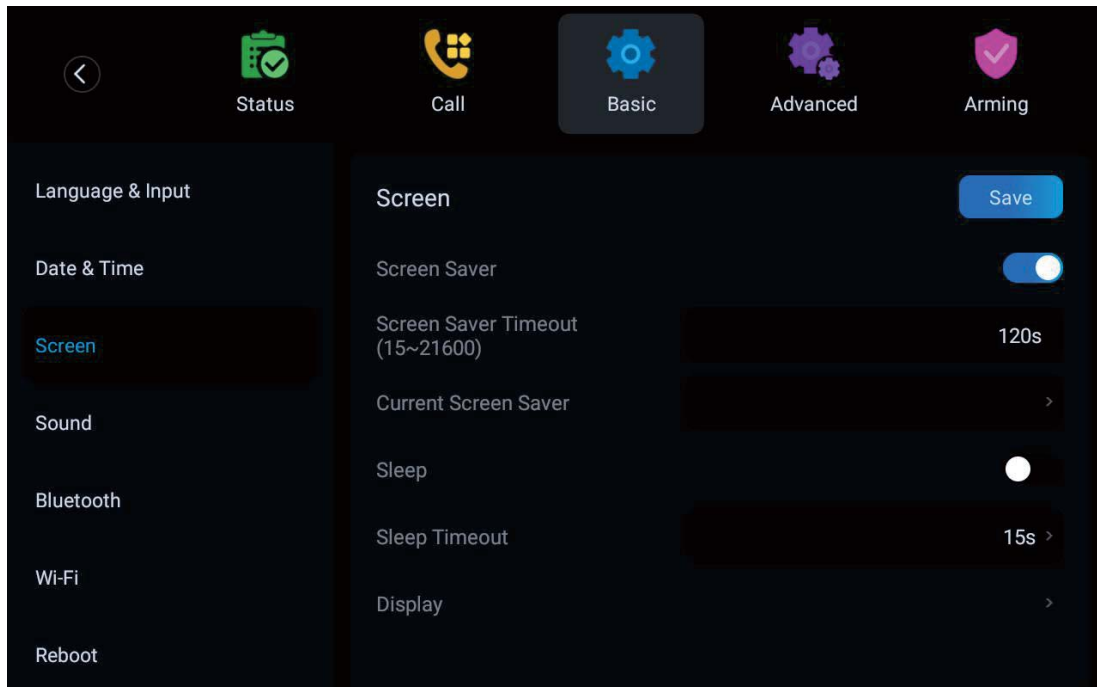 Status
Call
Basic
Advanced
Arming
Language & Input
Date & Time
Screen
Sound
Bluetooth
Wi-Fi
Reboot
Screen
Save
Screen Saver
Screen Saver Timeout
(15~21600)
120s
Current Screen Saver
Sleep
Sleep Timeout
15s
Display